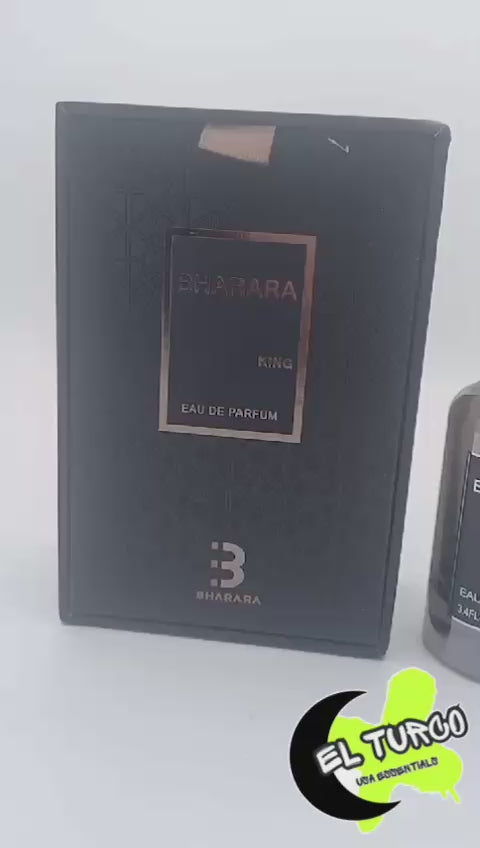 BHARARA
KING
EAU DE PARFUM
BHARARA
EAU
3.4FL
EL TURCO
USA ESSENTIALS